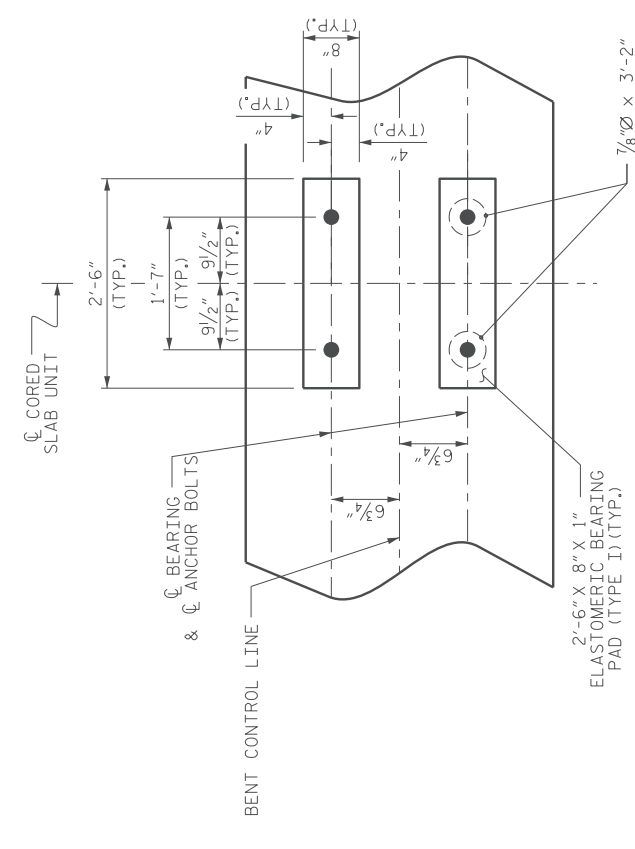 ℄ CORED
SLAB UNIT
2'-6"
(TYP.)
1'-7"
(TYP.)
9½"
(TYP.)
9½"
(TYP.)
4"
(TYP.)
8"
(TYP.)
4"
(TYP.)
℄ BEARING
& ℄ ANCHOR BOLTS
BENT CONTROL LINE
6¾"
6¾"
⅞"Ø X 3'-2"
2'-6" X 8" X 1"
ELASTOMERIC BEARING
PAD (TYPE I)(TYP.)